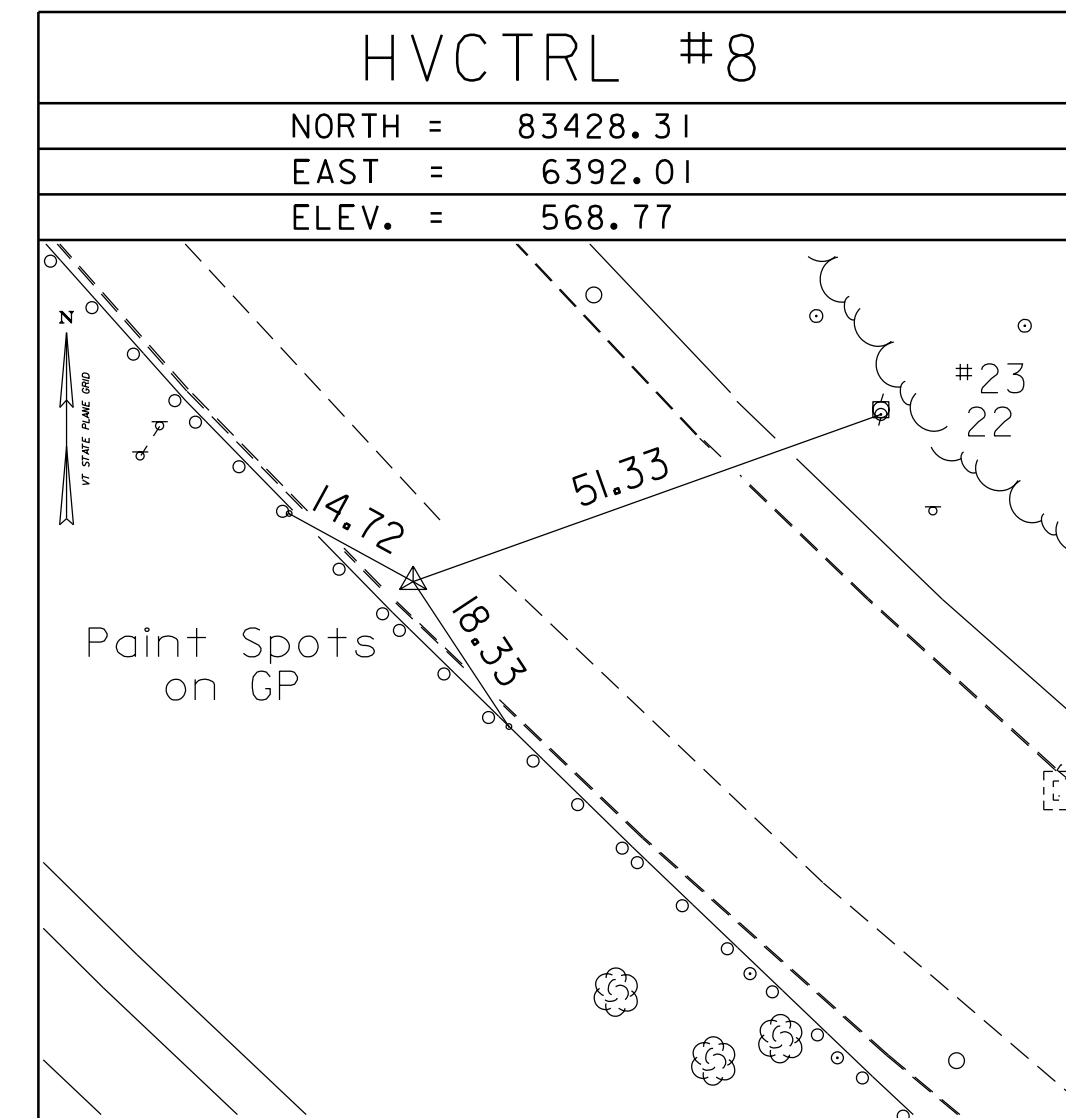 HVCTRL #8
NORTH = 83428.31
EAST = 6392.01
ELEV. = 568.77
N
VT STATE PLANE GRID
#23
22
51.33
14.72
18.33
Paint Spots
on GP